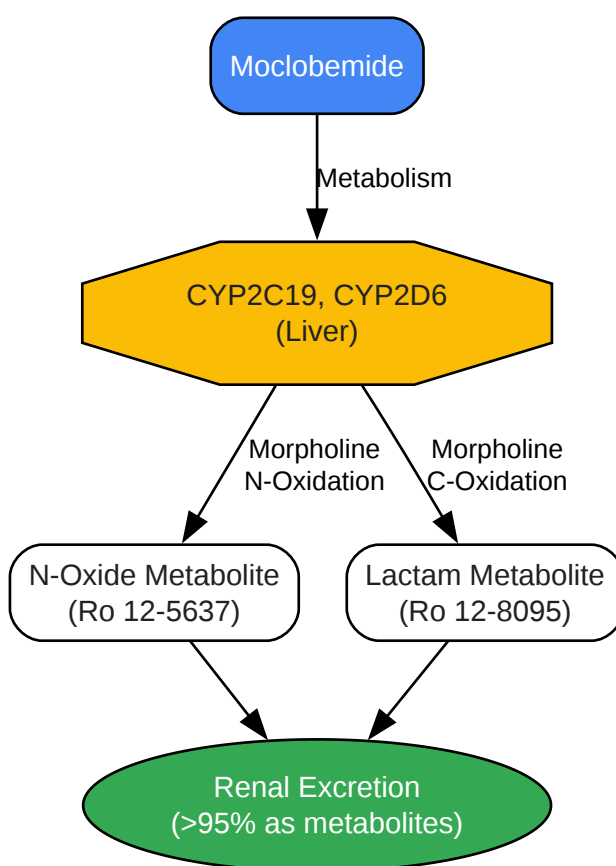 Moclobemide
Metabolism
CYP2C19, CYP2D6
(Liver)
Morpholine
N-Oxidation
Morpholine
C-Oxidation
N-Oxide Metabolite
(Ro 12-5637)
Lactam Metabolite
(Ro 12-8095)
Renal Excretion
(>95% as metabolites)